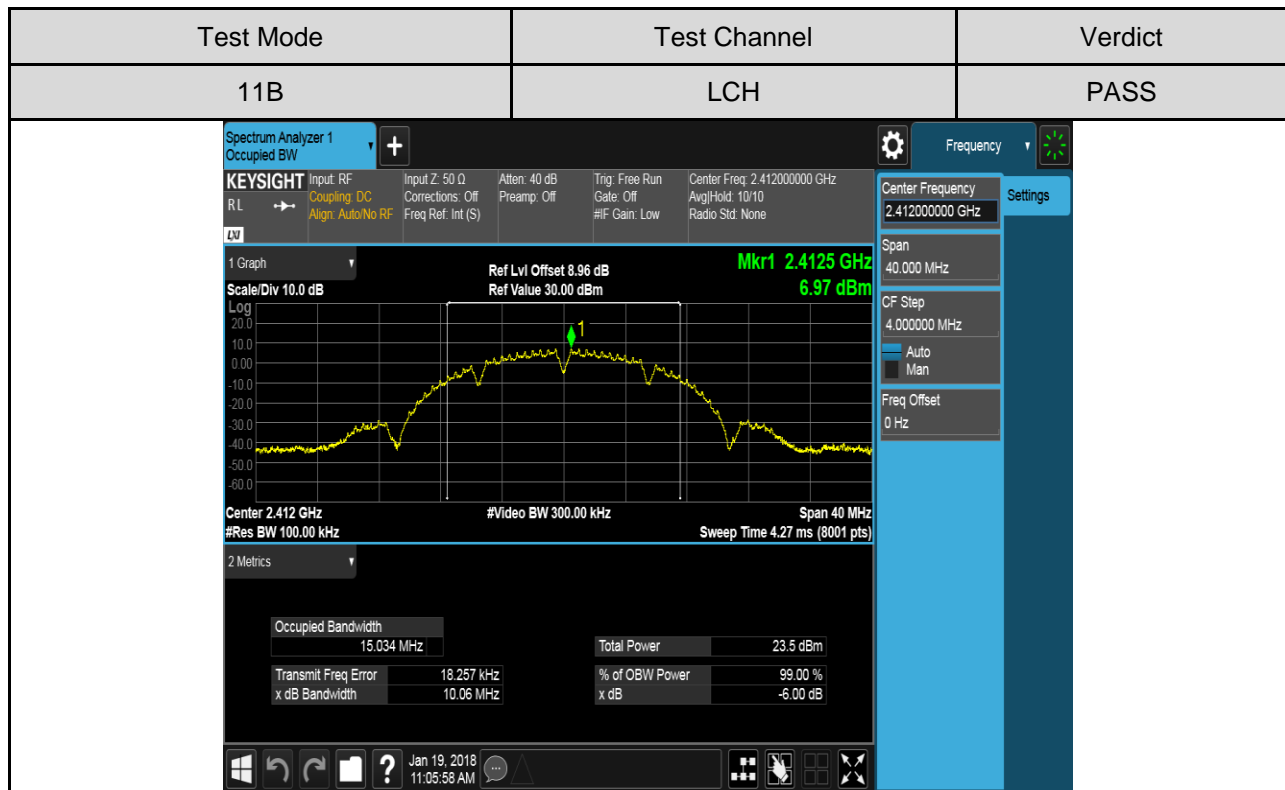 Test Mode Test Channel Verdict
11B LCH PASS
Spectrum Analyzer 1
Occupied BW
+
Frequency
KEYSIGHT Input: RF Input Z: 50 Ω Atten: 40 dB Trig: Free Run Center Freq: 2.412000000 GHz
RL Coupling: DC Corrections: Off Preamp: Off Gate: Off Avg|Hold: 10/10
Align: Auto/No RF Freq Ref: Int (S) #IF Gain: Low Radio Std: None
LXI
Center Frequency
2.412000000 GHz
Settings
Span
40.000 MHz
CF Step
4.000000 MHz
Auto
Man
Freq Offset
0 Hz
1 Graph
Ref Lvl Offset 8.96 dB
Mkr1 2.4125 GHz
Scale/Div 10.0 dB Ref Value 30.00 dBm 6.97 dBm
Log
20.0
10.0
0.00
-10.0
-20.0
-30.0
-40.0
-50.0
-60.0
1
Center 2.412 GHz #Video BW 300.00 kHz Span 40 MHz
#Res BW 100.00 kHz Sweep Time 4.27 ms (8001 pts)
2 Metrics
Occupied Bandwidth
15.034 MHz Total Power 23.5 dBm
Transmit Freq Error 18.257 kHz % of OBW Power 99.00 %
x dB Bandwidth 10.06 MHz x dB -6.00 dB
?
Jan 19, 2018
11:05:58 AM